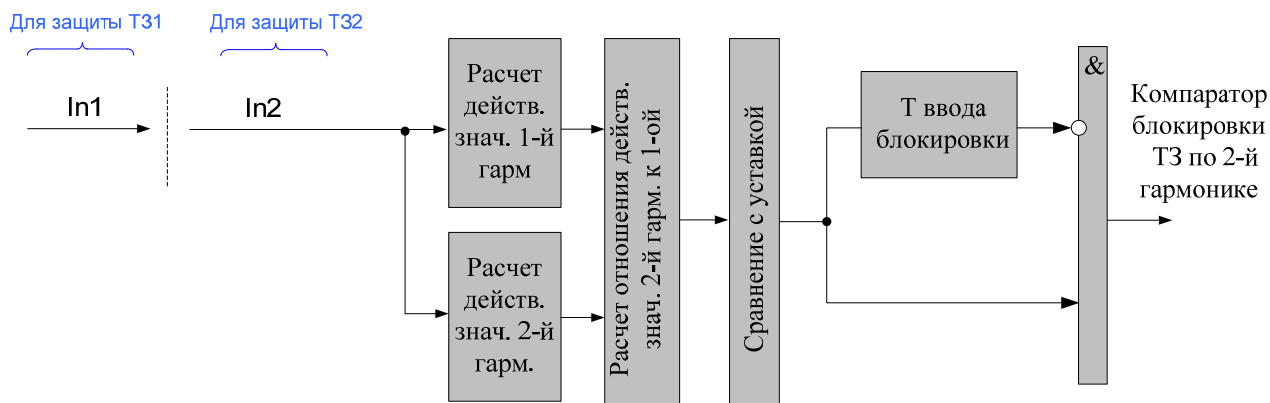 Для защиты ТЗ1
Для защиты ТЗ2
In1
In2
Расчет
действ.
знач. 1-й
гарм
Расчет
действ.
знач. 2-й
гарм.
Расчет отношения действ.
знач. 2-й гарм. к 1-ой
Сравнение с уставкой
Т ввода
блокировки
&
Компаратор
блокировки
ТЗ по 2-й
гармонике